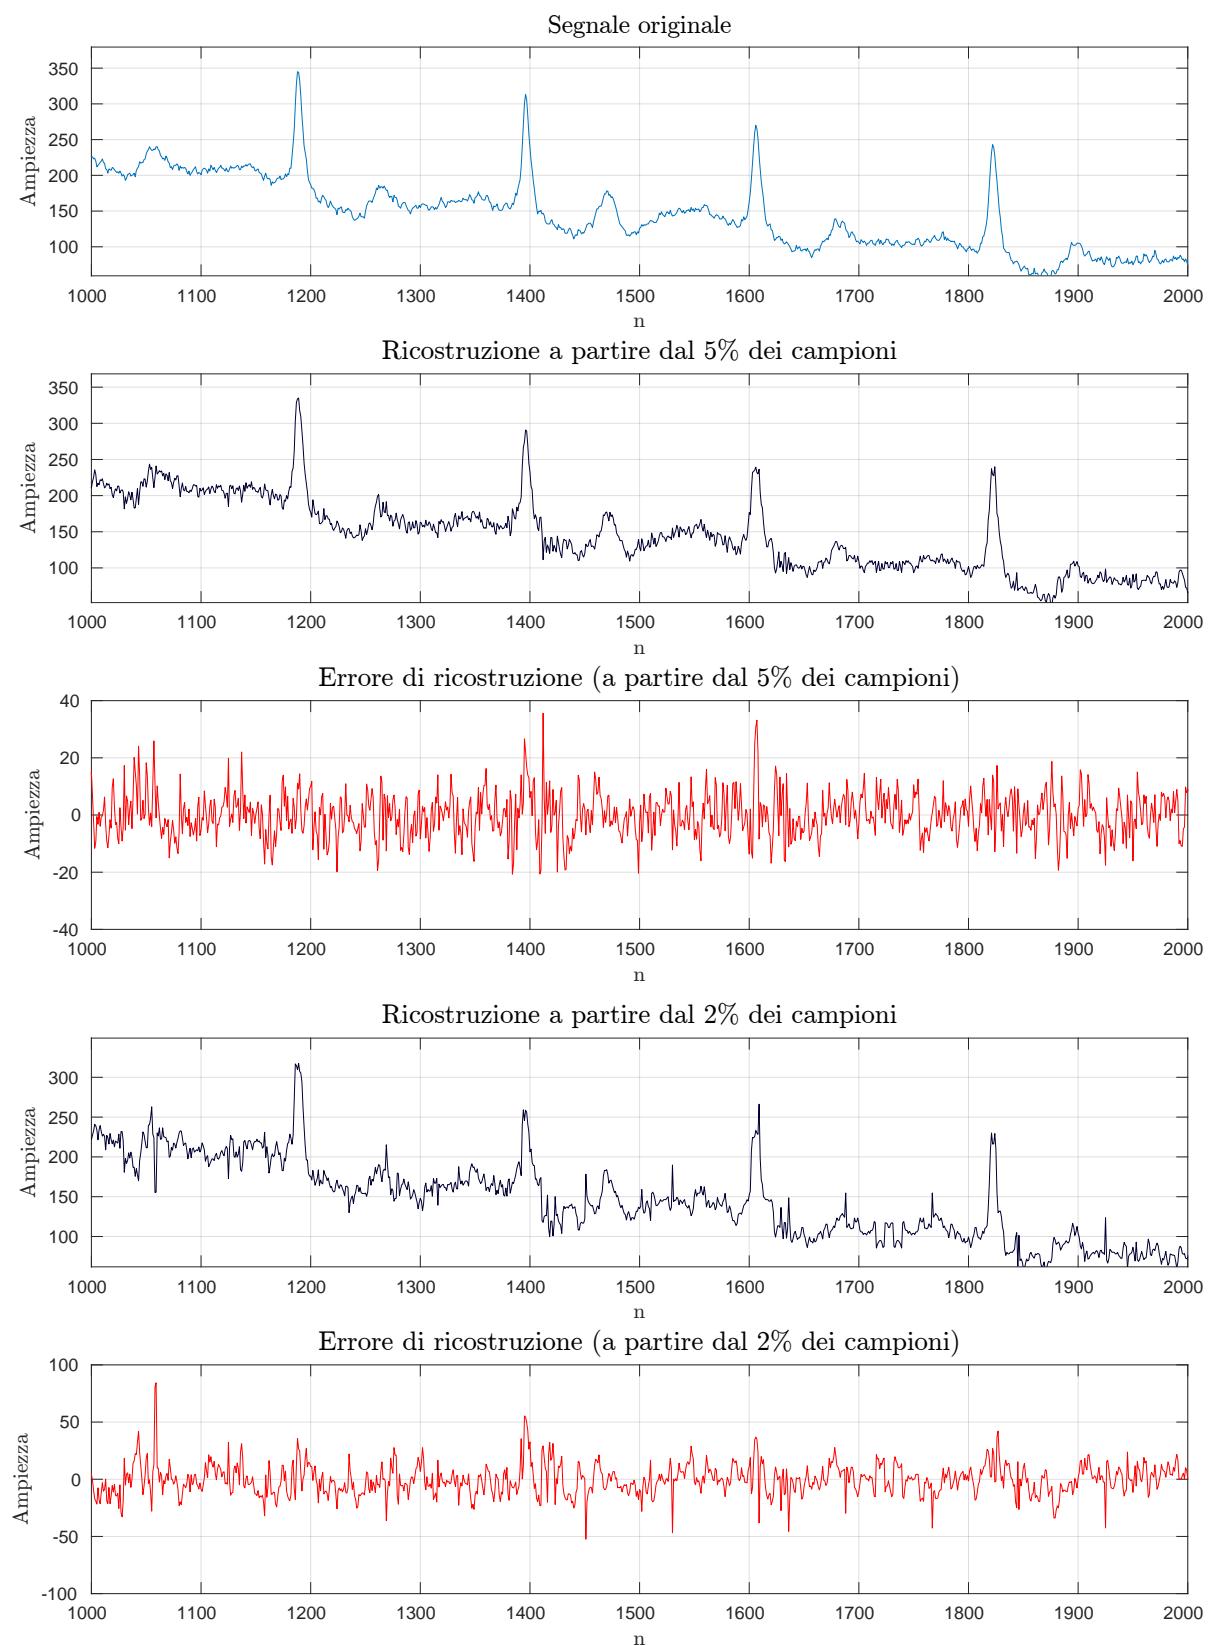 Segnale originale
350
300
250
200
150
100
Ampiezza
1000 1100 1200 1300 1400 1500 1600 1700 1800 1900 2000
n
Ricostruzione a partire dal 5% dei campioni
350
300
250
200
150
100
Ampiezza
1000 1100 1200 1300 1400 1500 1600 1700 1800 1900 2000
n
Errore di ricostruzione (a partire dal 5% dei campioni)
40
20
0
-20
-40
Ampiezza
1000 1100 1200 1300 1400 1500 1600 1700 1800 1900 2000
n
Ricostruzione a partire dal 2% dei campioni
300
250
200
150
100
Ampiezza
1000 1100 1200 1300 1400 1500 1600 1700 1800 1900 2000
n
Errore di ricostruzione (a partire dal 2% dei campioni)
100
50
0
-50
-100
Ampiezza
1000 1100 1200 1300 1400 1500 1600 1700 1800 1900 2000
n